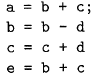 a = b + c;
b = b - d
c = c + d
e = b + c